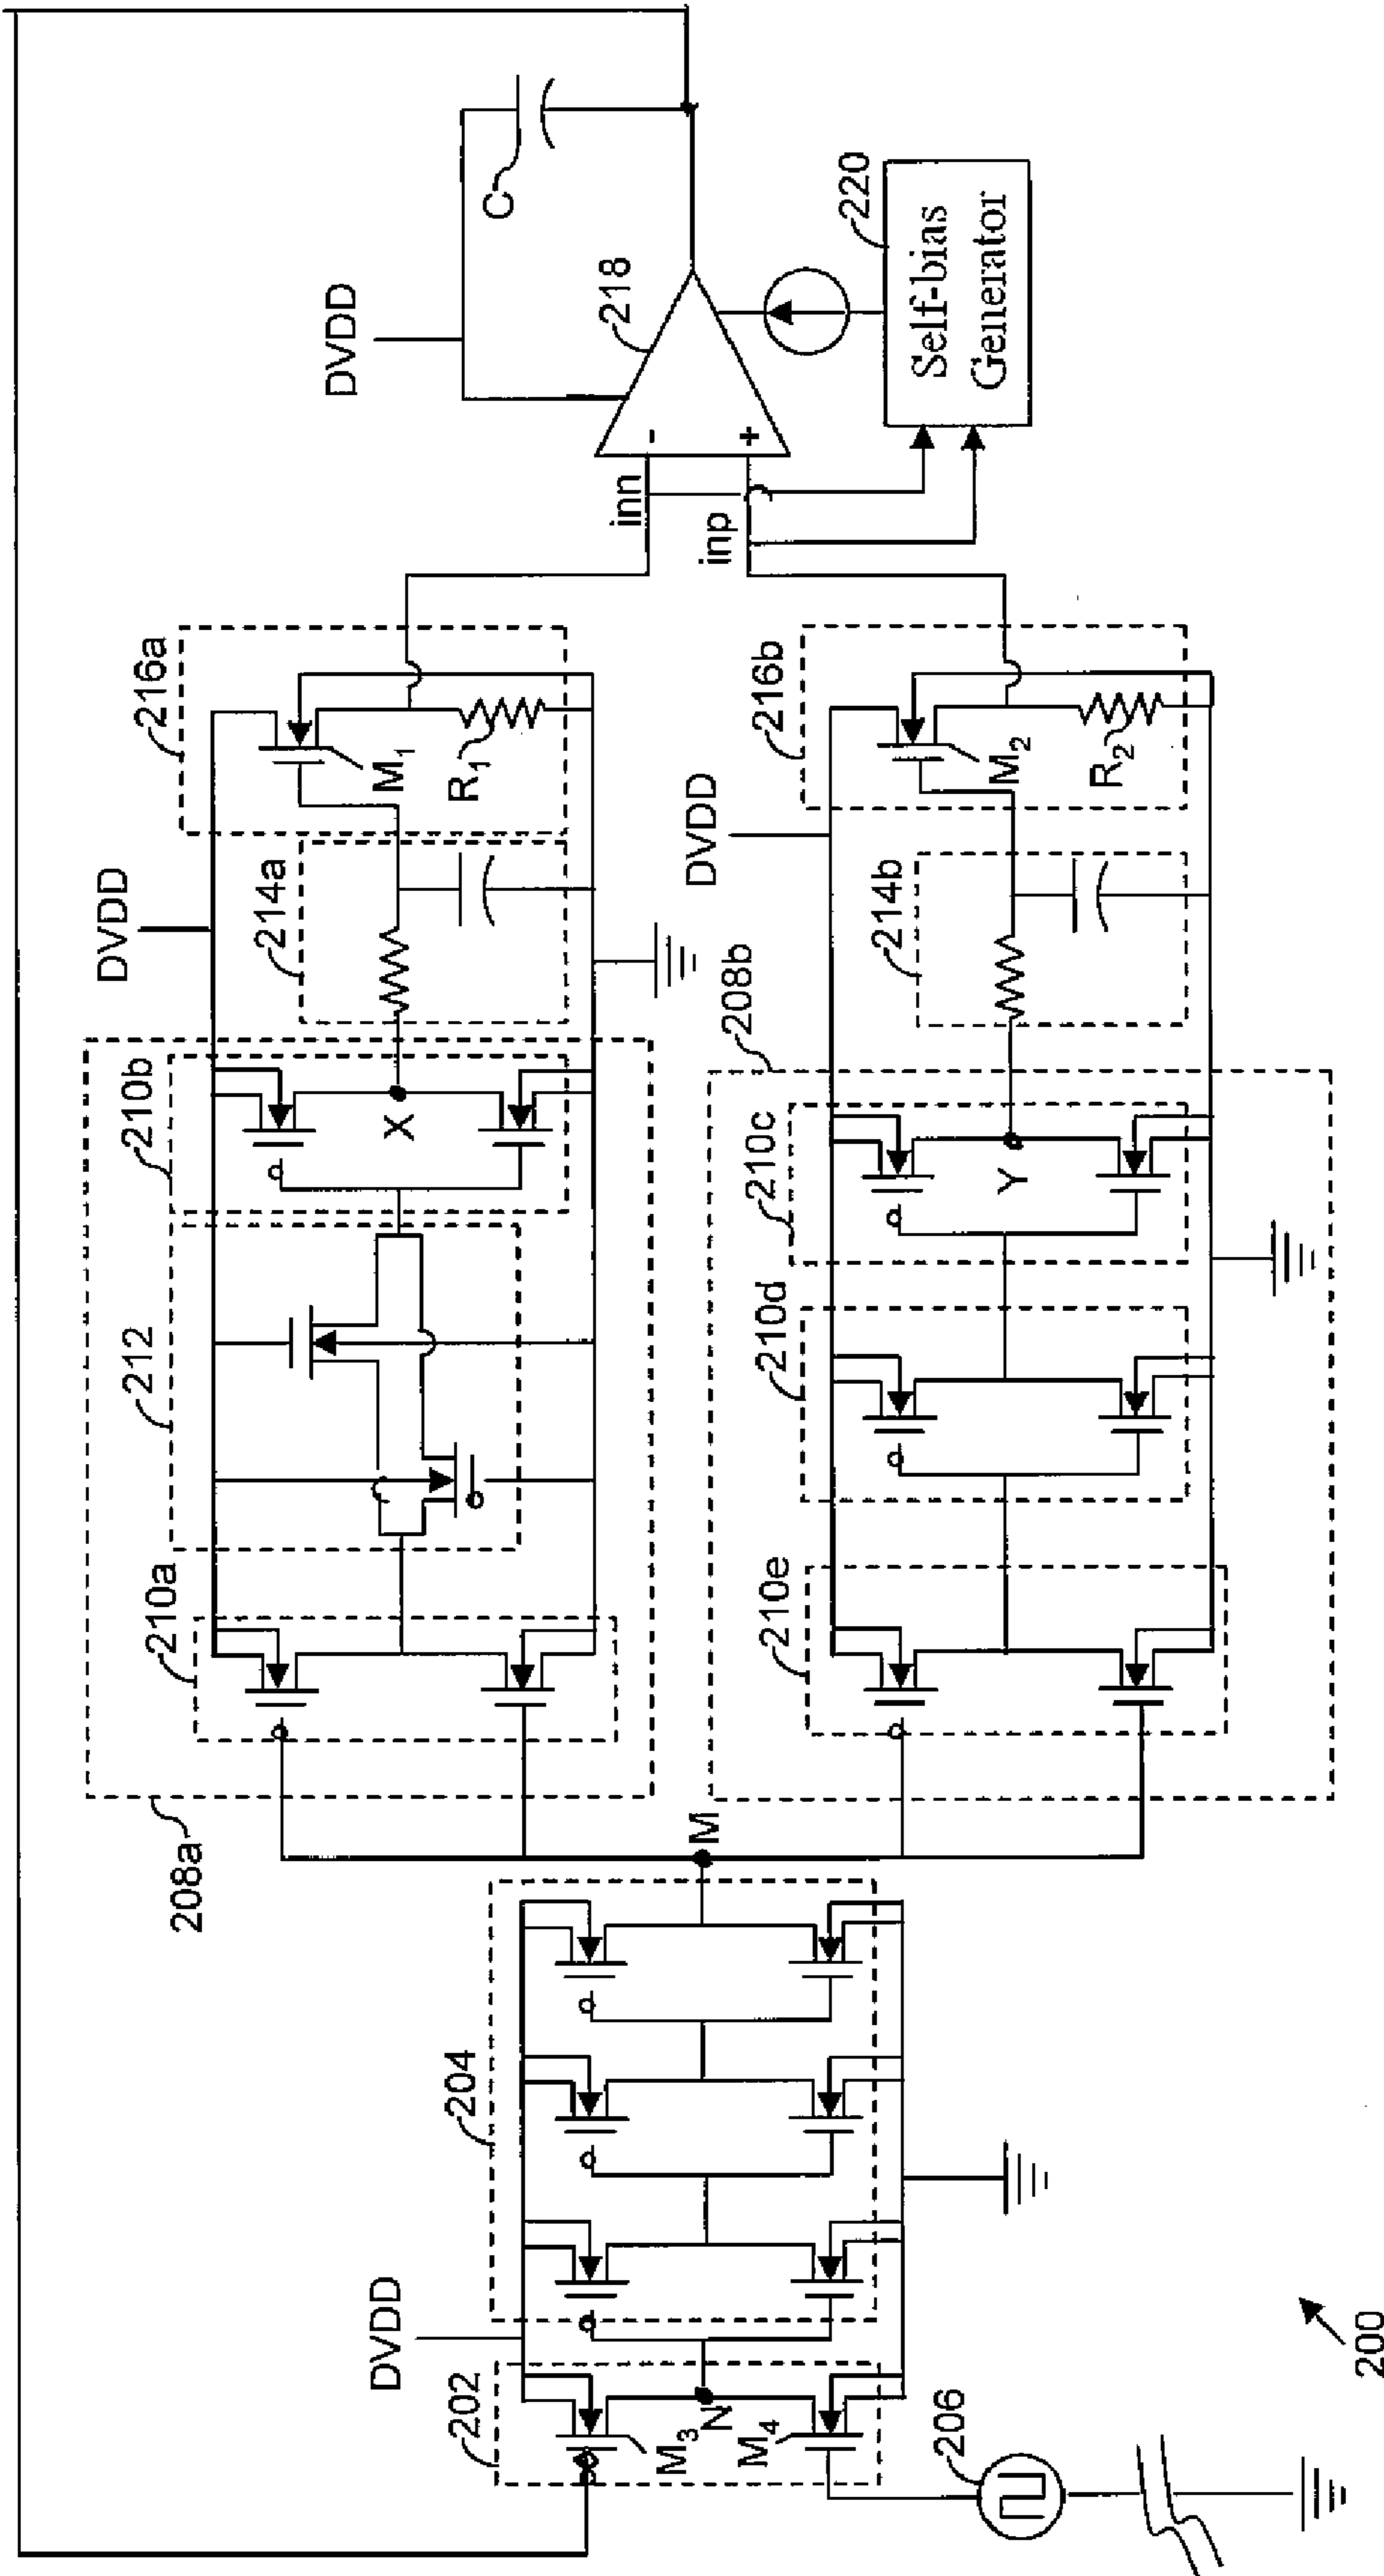 C
DVDD
218
220
Self-bias
Generator
-
+
inn
inp
216a
M1
R1
DVDD
214a
216b
M2
R2
DVDD
214b
208b
210b
X
212
210a
208a
210c
Y
210d
210e
M
204
DVDD
202
N
M3
M4
206
200